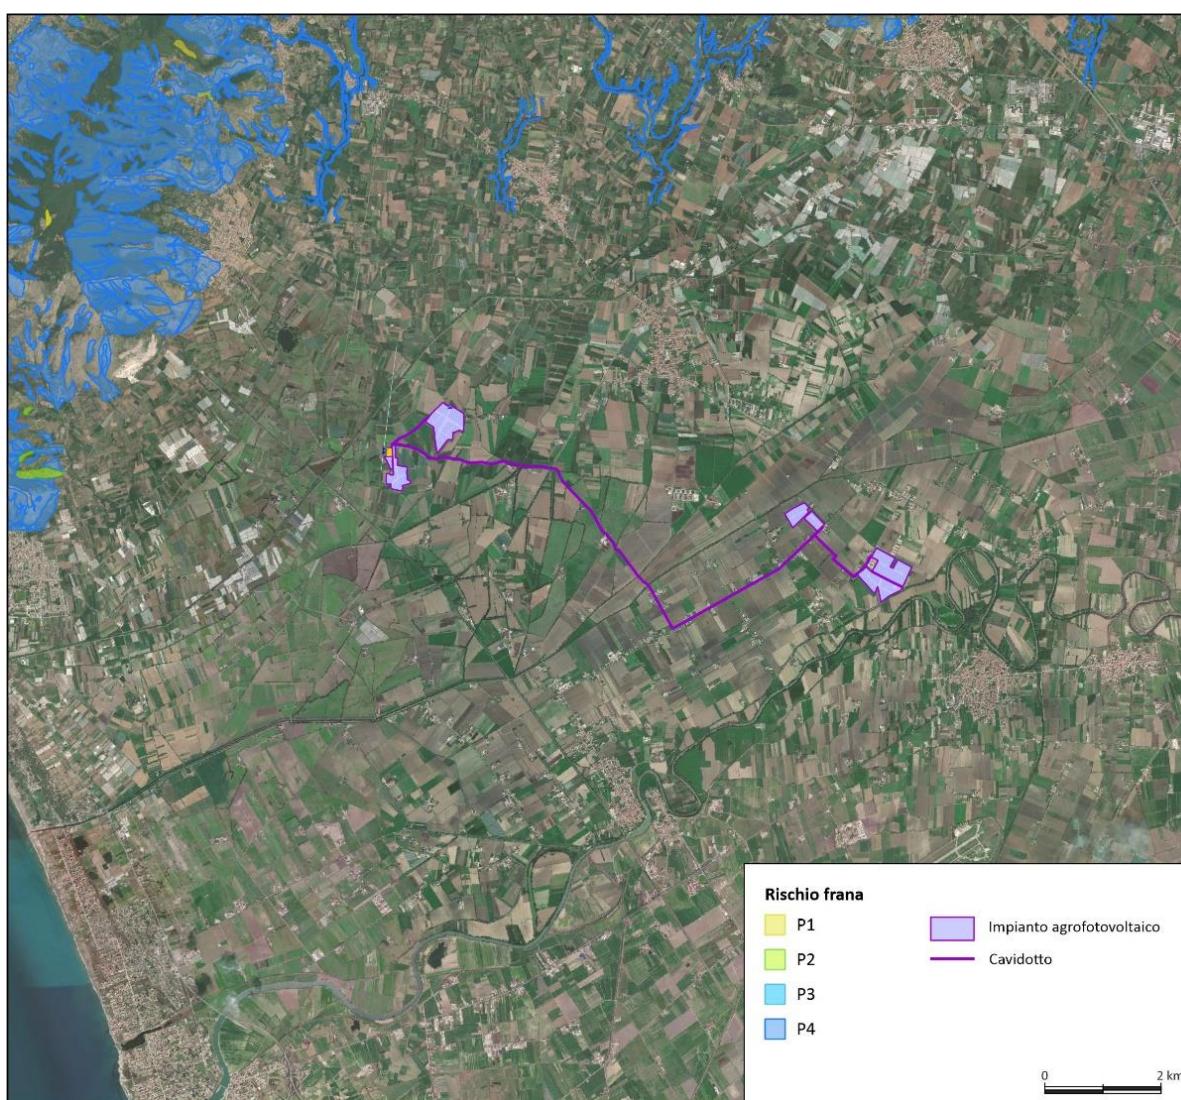 Rischio frana
P1
P2
P3
P4
Impianto agrofotovoltaico
Cavidotto
0 2 km